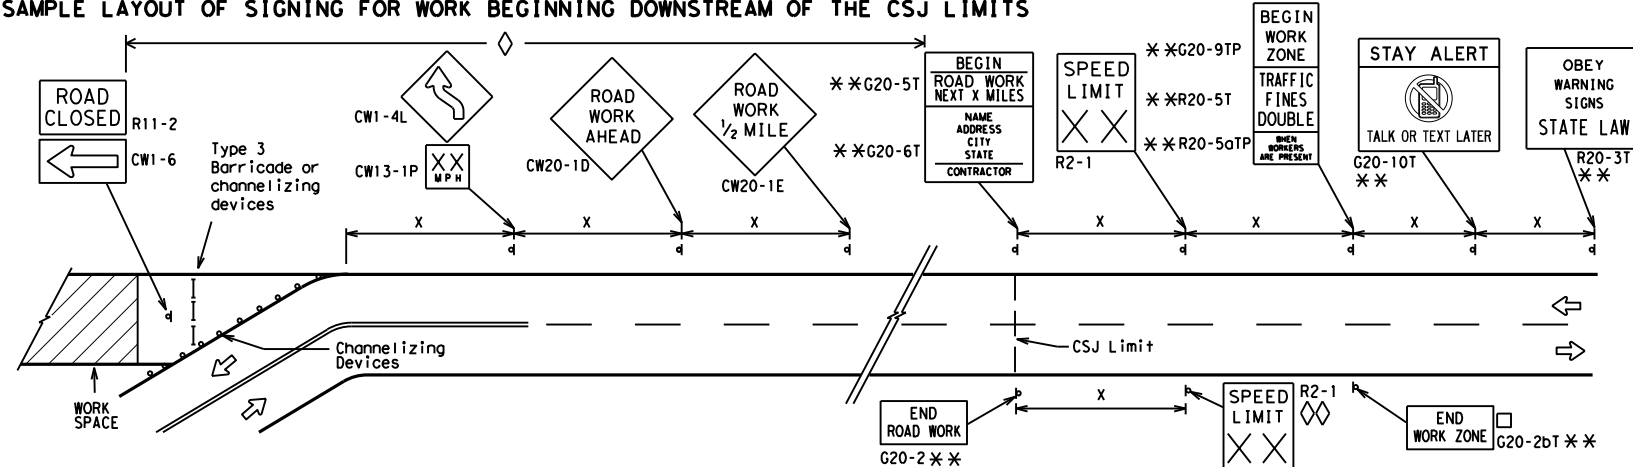 SAMPLE LAYOUT OF SIGNING FOR WORK BEGINNING DOWNSTREAM OF THE CSJ LIMITS
ROAD
CLOSED
R11-2
CW1-6
Type 3
Barricade or
channelizing
devices
CW1-4L
CW13-1P
XX
MPH
ROAD
WORK
AHEAD
CW20-1D
ROAD
WORK
1/2 MILE
CW20-1E
**G20-5T
**G20-6T
BEGIN
ROAD WORK
NEXT X MILES
NAME
ADDRESS
CITY
STATE
CONTRACTOR
SPEED
LIMIT
XX
R2-1
**G20-9TP
**R20-5T
**R20-5aTP
BEGIN
WORK
ZONE
TRAFFIC
FINES
DOUBLE
WHEN
WORKERS
ARE PRESENT
STAY ALERT
TALK OR TEXT LATER
G20-10T
**
OBEY
WARNING
SIGNS
STATE LAW
R20-3T
**
X
X
X
X
X
X
X
Channelizing
Devices
CSJ Limit
WORK
SPACE
X
END
ROAD WORK
G20-2**
SPEED
LIMIT
XX
R2-1
END
WORK ZONE
G20-2bT**